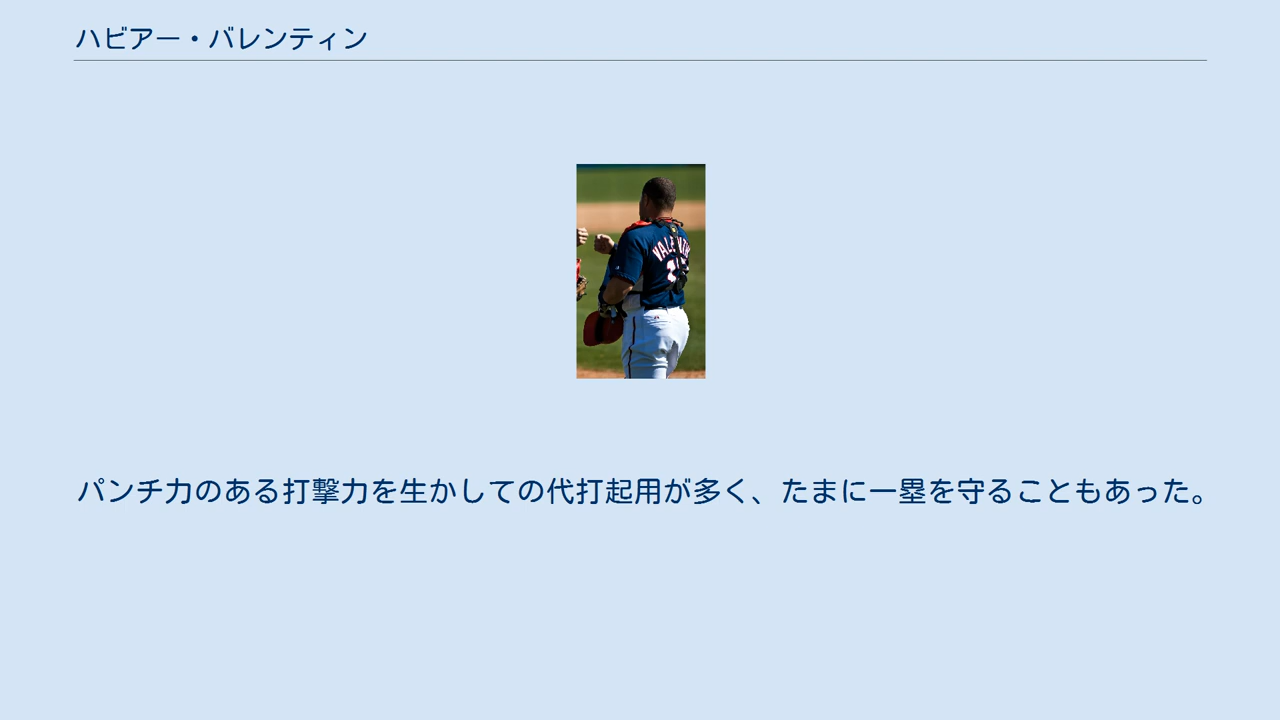 ハビアー・バレンティン
パンチ力のある打撃力を生かしての代打起用が多く、たまに一塁を守ることもあった。